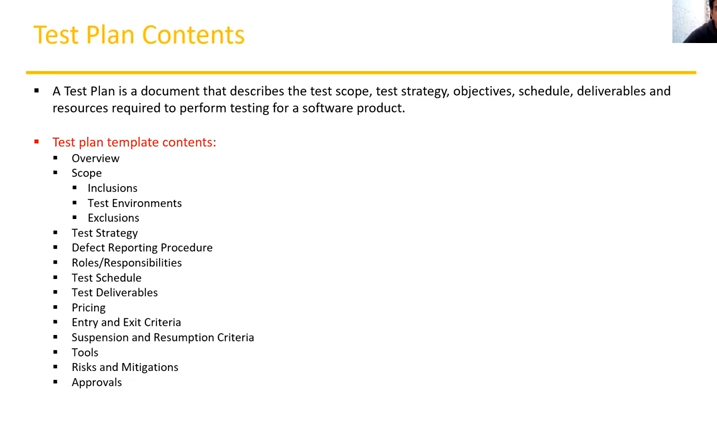 Test Plan Contents
▪ A Test Plan is a document that describes the test scope, test strategy, objectives, schedule, deliverables and
resources required to perform testing for a software product.
▪ Test plan template contents:
▪ Overview
▪ Scope
▪ Inclusions
▪ Test Environments
▪ Exclusions
▪ Test Strategy
▪ Defect Reporting Procedure
▪ Roles/Responsibilities
▪ Test Schedule
▪ Test Deliverables
▪ Pricing
▪ Entry and Exit Criteria
▪ Suspension and Resumption Criteria
▪ Tools
▪ Risks and Mitigations
▪ Approvals